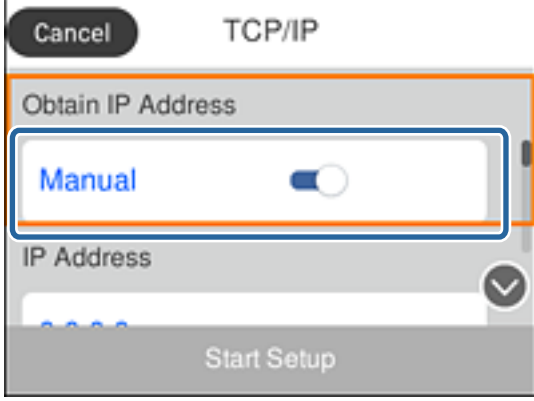 Cancel
TCP/IP
Obtain IP Address
Manual
IP Address
Start Setup